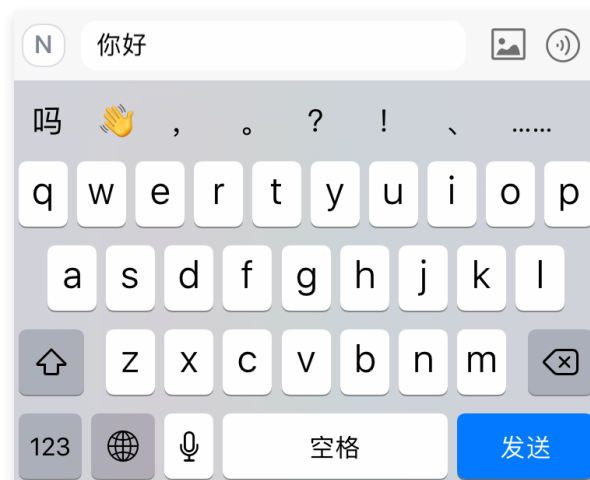 N 你好
吗 👋 ， 。 ？ ！ 、 ……
q w e r t y u i o p
a s d f g h j k l
z x c v b n m
123 空格 发送